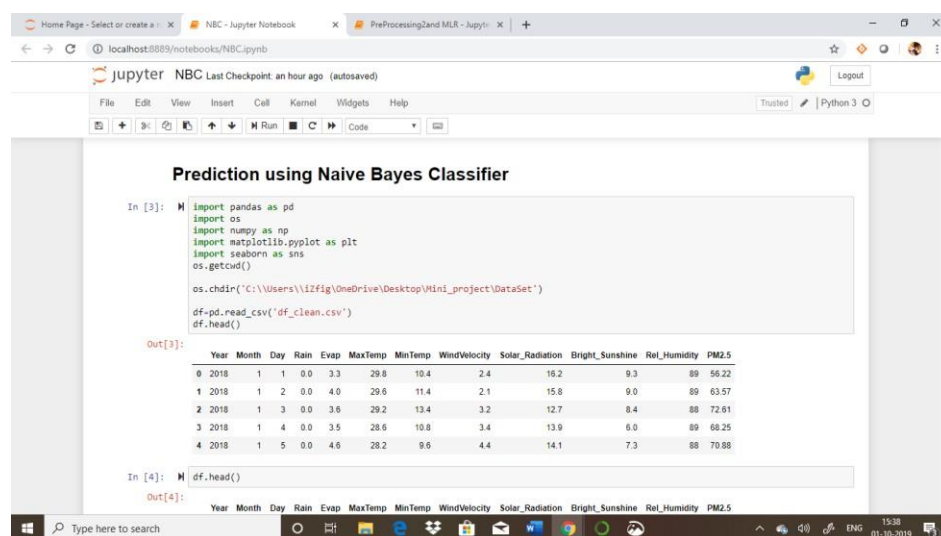 Home Page - Select or create a n
NBC - Jupyter Notebook
PreProcessing2and MLR - Jupyte
localhost:8889/notebooks/NBC.ipynb
jupyter NBC Last Checkpoint: an hour ago (autosaved)
Logout
File Edit View Insert Cell Kernel Widgets Help
Trusted Python 3
Run Code
Prediction using Naive Bayes Classifier
In [3]:
import pandas as pd
import os
import numpy as np
import matplotlib.pyplot as plt
import seaborn as sns
os.getcwd()
os.chdir('C:\\Users\\iZfig\OneDrive\Desktop\Mini_project\DataSet')
df=pd.read_csv('df_clean.csv')
df.head()
Out[3]:
Year Month Day Rain Evap MaxTemp MinTemp WindVelocity Solar_Radiation Bright_Sunshine Rel_Humidity PM2.5
0 2018 1 1 0.0 3.3 29.8 10.4 2.4 16.2 9.3 89 56.22
1 2018 1 2 0.0 4.0 29.6 11.4 2.1 15.8 9.0 89 63.57
2 2018 1 3 0.0 3.6 29.2 13.4 3.2 12.7 8.4 88 72.61
3 2018 1 4 0.0 3.5 28.6 10.8 3.4 13.9 6.0 89 68.25
4 2018 1 5 0.0 4.6 28.2 9.6 4.4 14.1 7.3 88 70.88
In [4]:
df.head()
Out[4]:
Year Month Day Rain Evap MaxTemp MinTemp WindVelocity Solar_Radiation Bright_Sunshine Rel_Humidity PM2.5
Type here to search
ENG
15:38
01-10-2019